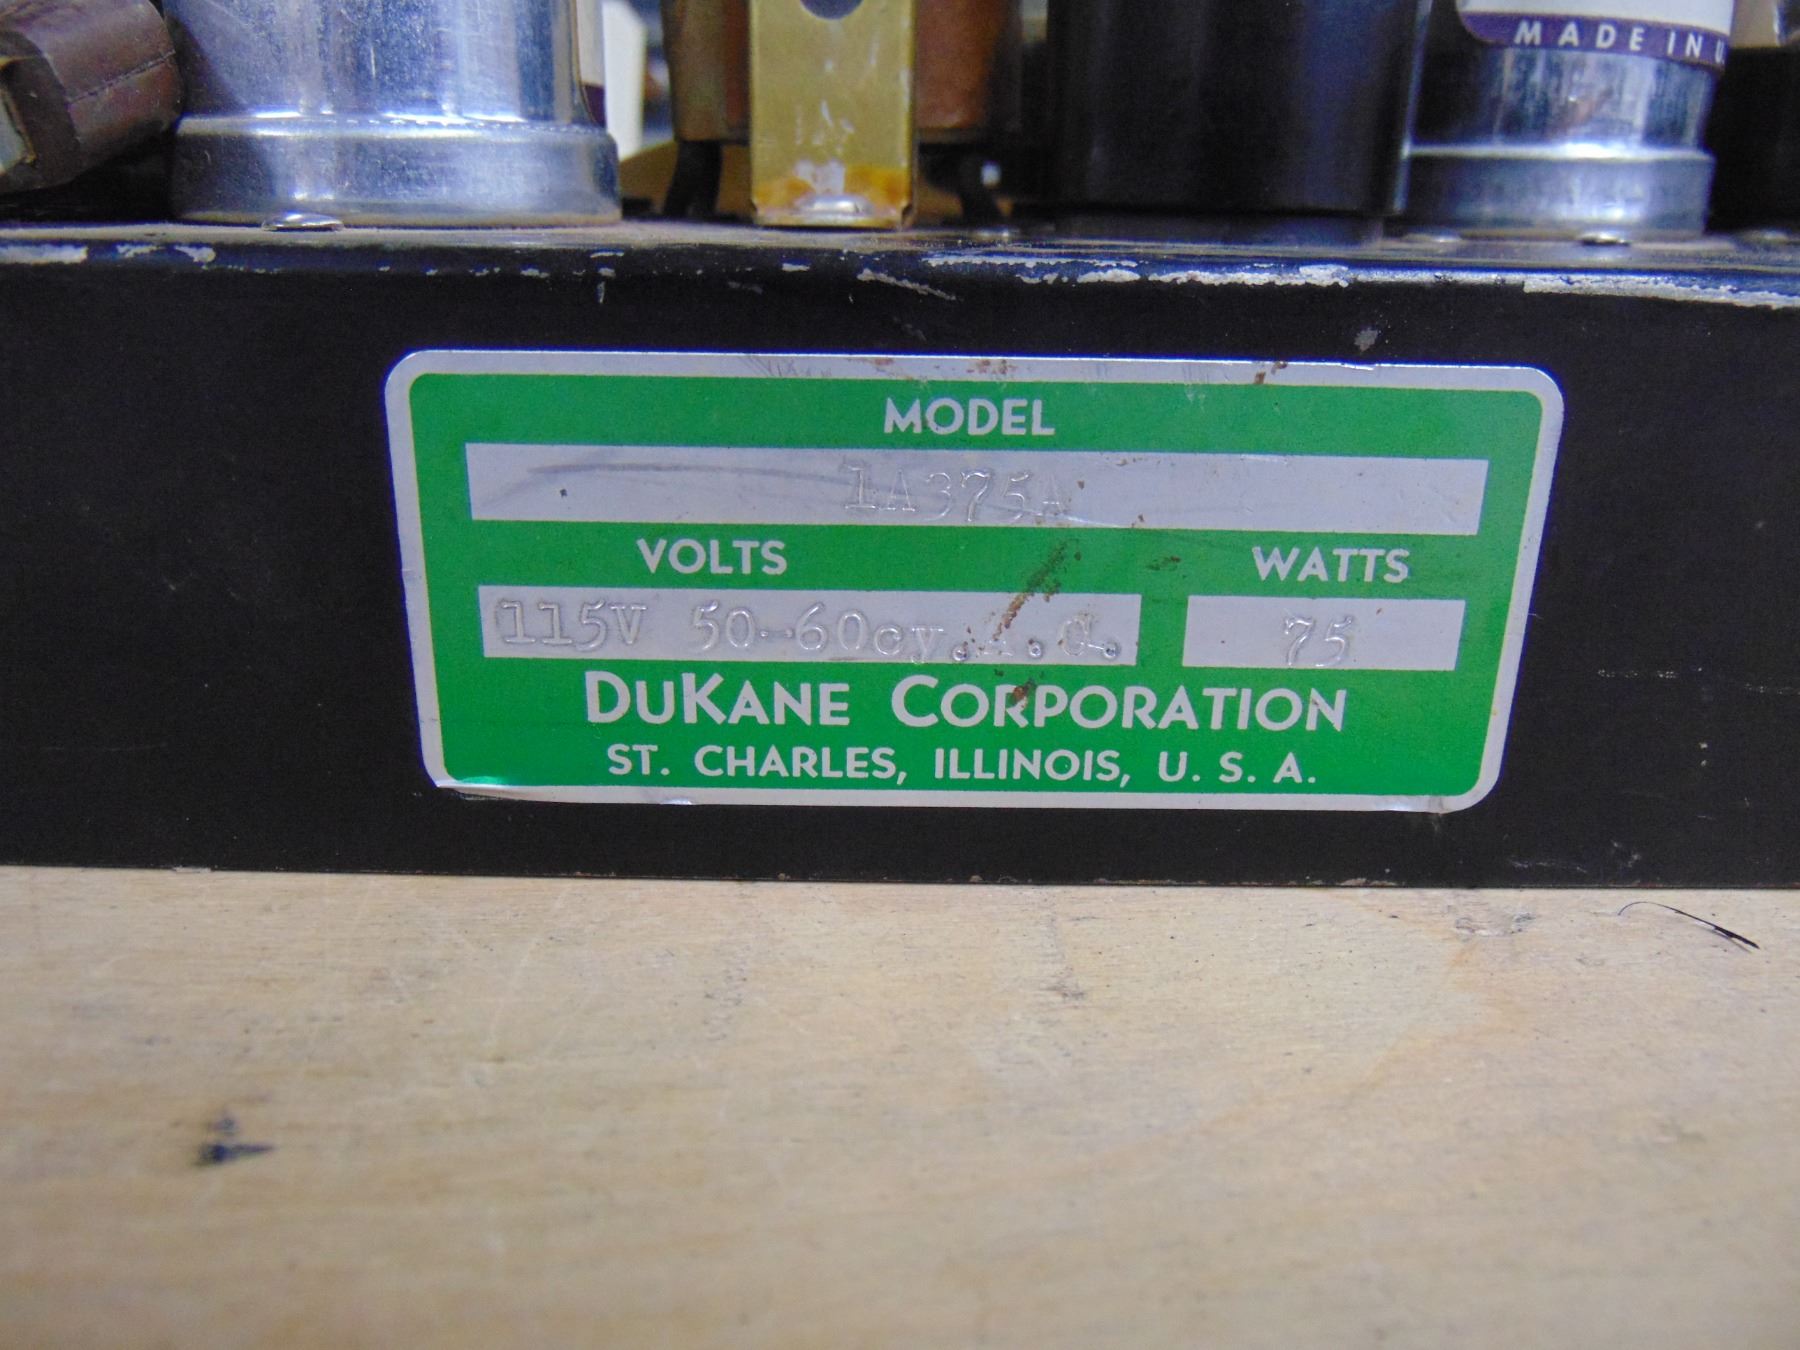 MADE IN U
MODEL
1A375A
VOLTS WATTS
115V 50-60cy.A.C. 75
DUKANE CORPORATION
ST. CHARLES, ILLINOIS, U. S. A.